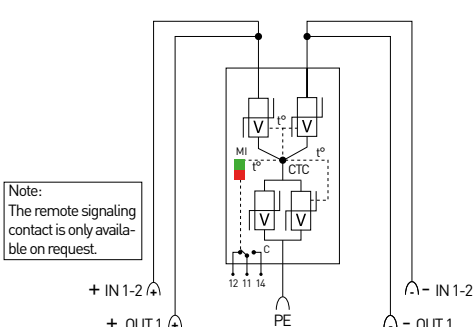 t°
V
V
MI
t°
t°
CTC
Note:
The remote signaling
contact is only availa-
ble on request.
V
V
C
12 11 14
+ IN 1-2
+
-
- IN 1-2
PE
+ OUT 1
+
-
- OUT 1